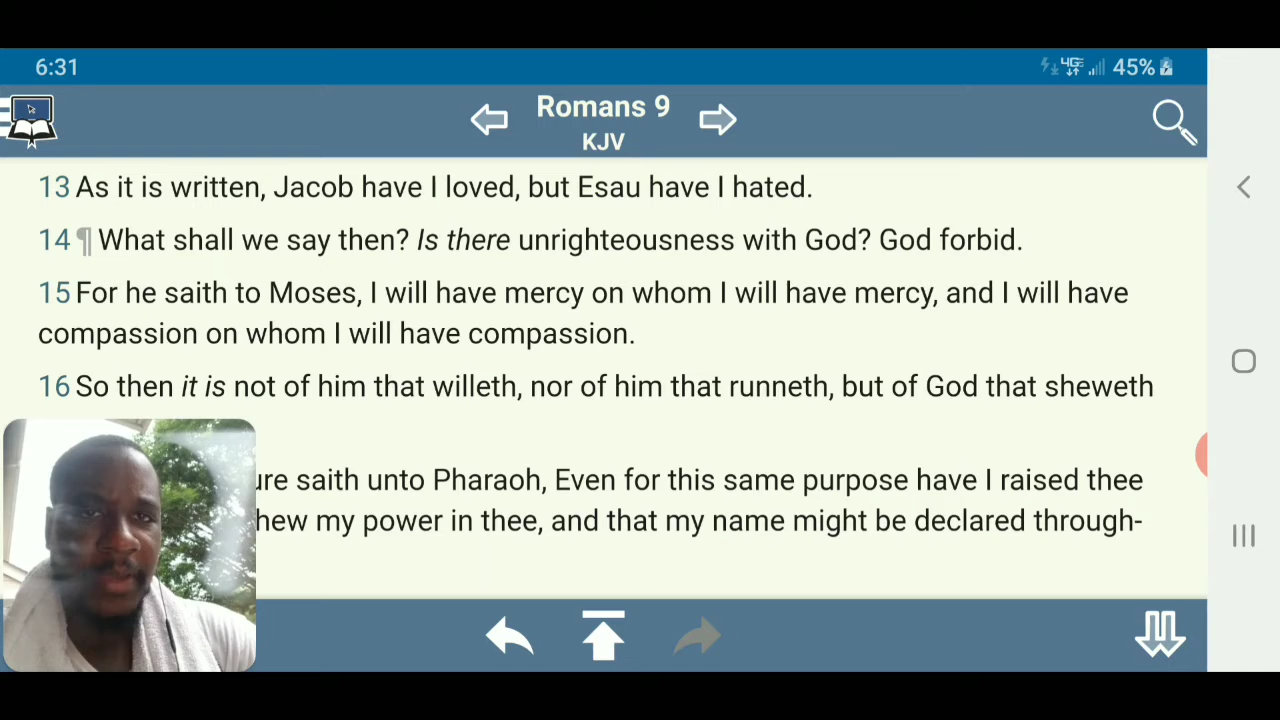 6:31
45%
Romans 9
KJV
13 As it is written, Jacob have I loved, but Esau have I hated.
14 ¶ What shall we say then? Is there unrighteousness with God? God forbid.
15 For he saith to Moses, I will have mercy on whom I will have mercy, and I will have
compassion on whom I will have compassion.
16 So then it is not of him that willeth, nor of him that runneth, but of God that sheweth
ure saith unto Pharaoh, Even for this same purpose have I raised thee
hew my power in thee, and that my name might be declared through-